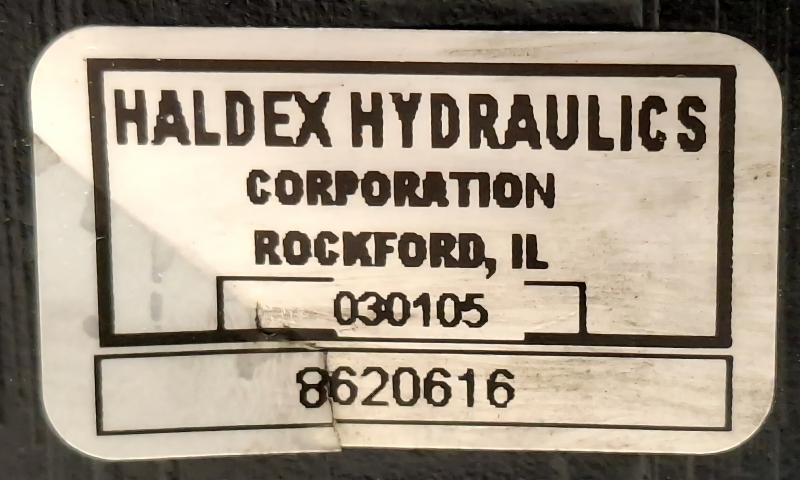 HALDEX HYDRAULICS
CORPORATION
ROCKFORD, IL
030105
8620616